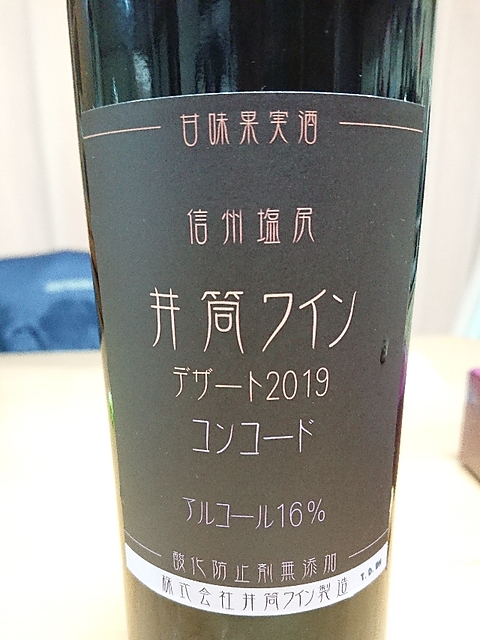 甘味果実酒
信州塩尻
井筒ワイン
デザート2019
コンコード
アルコール16%
酸化防止剤無添加
株式会社井筒ワイン製造